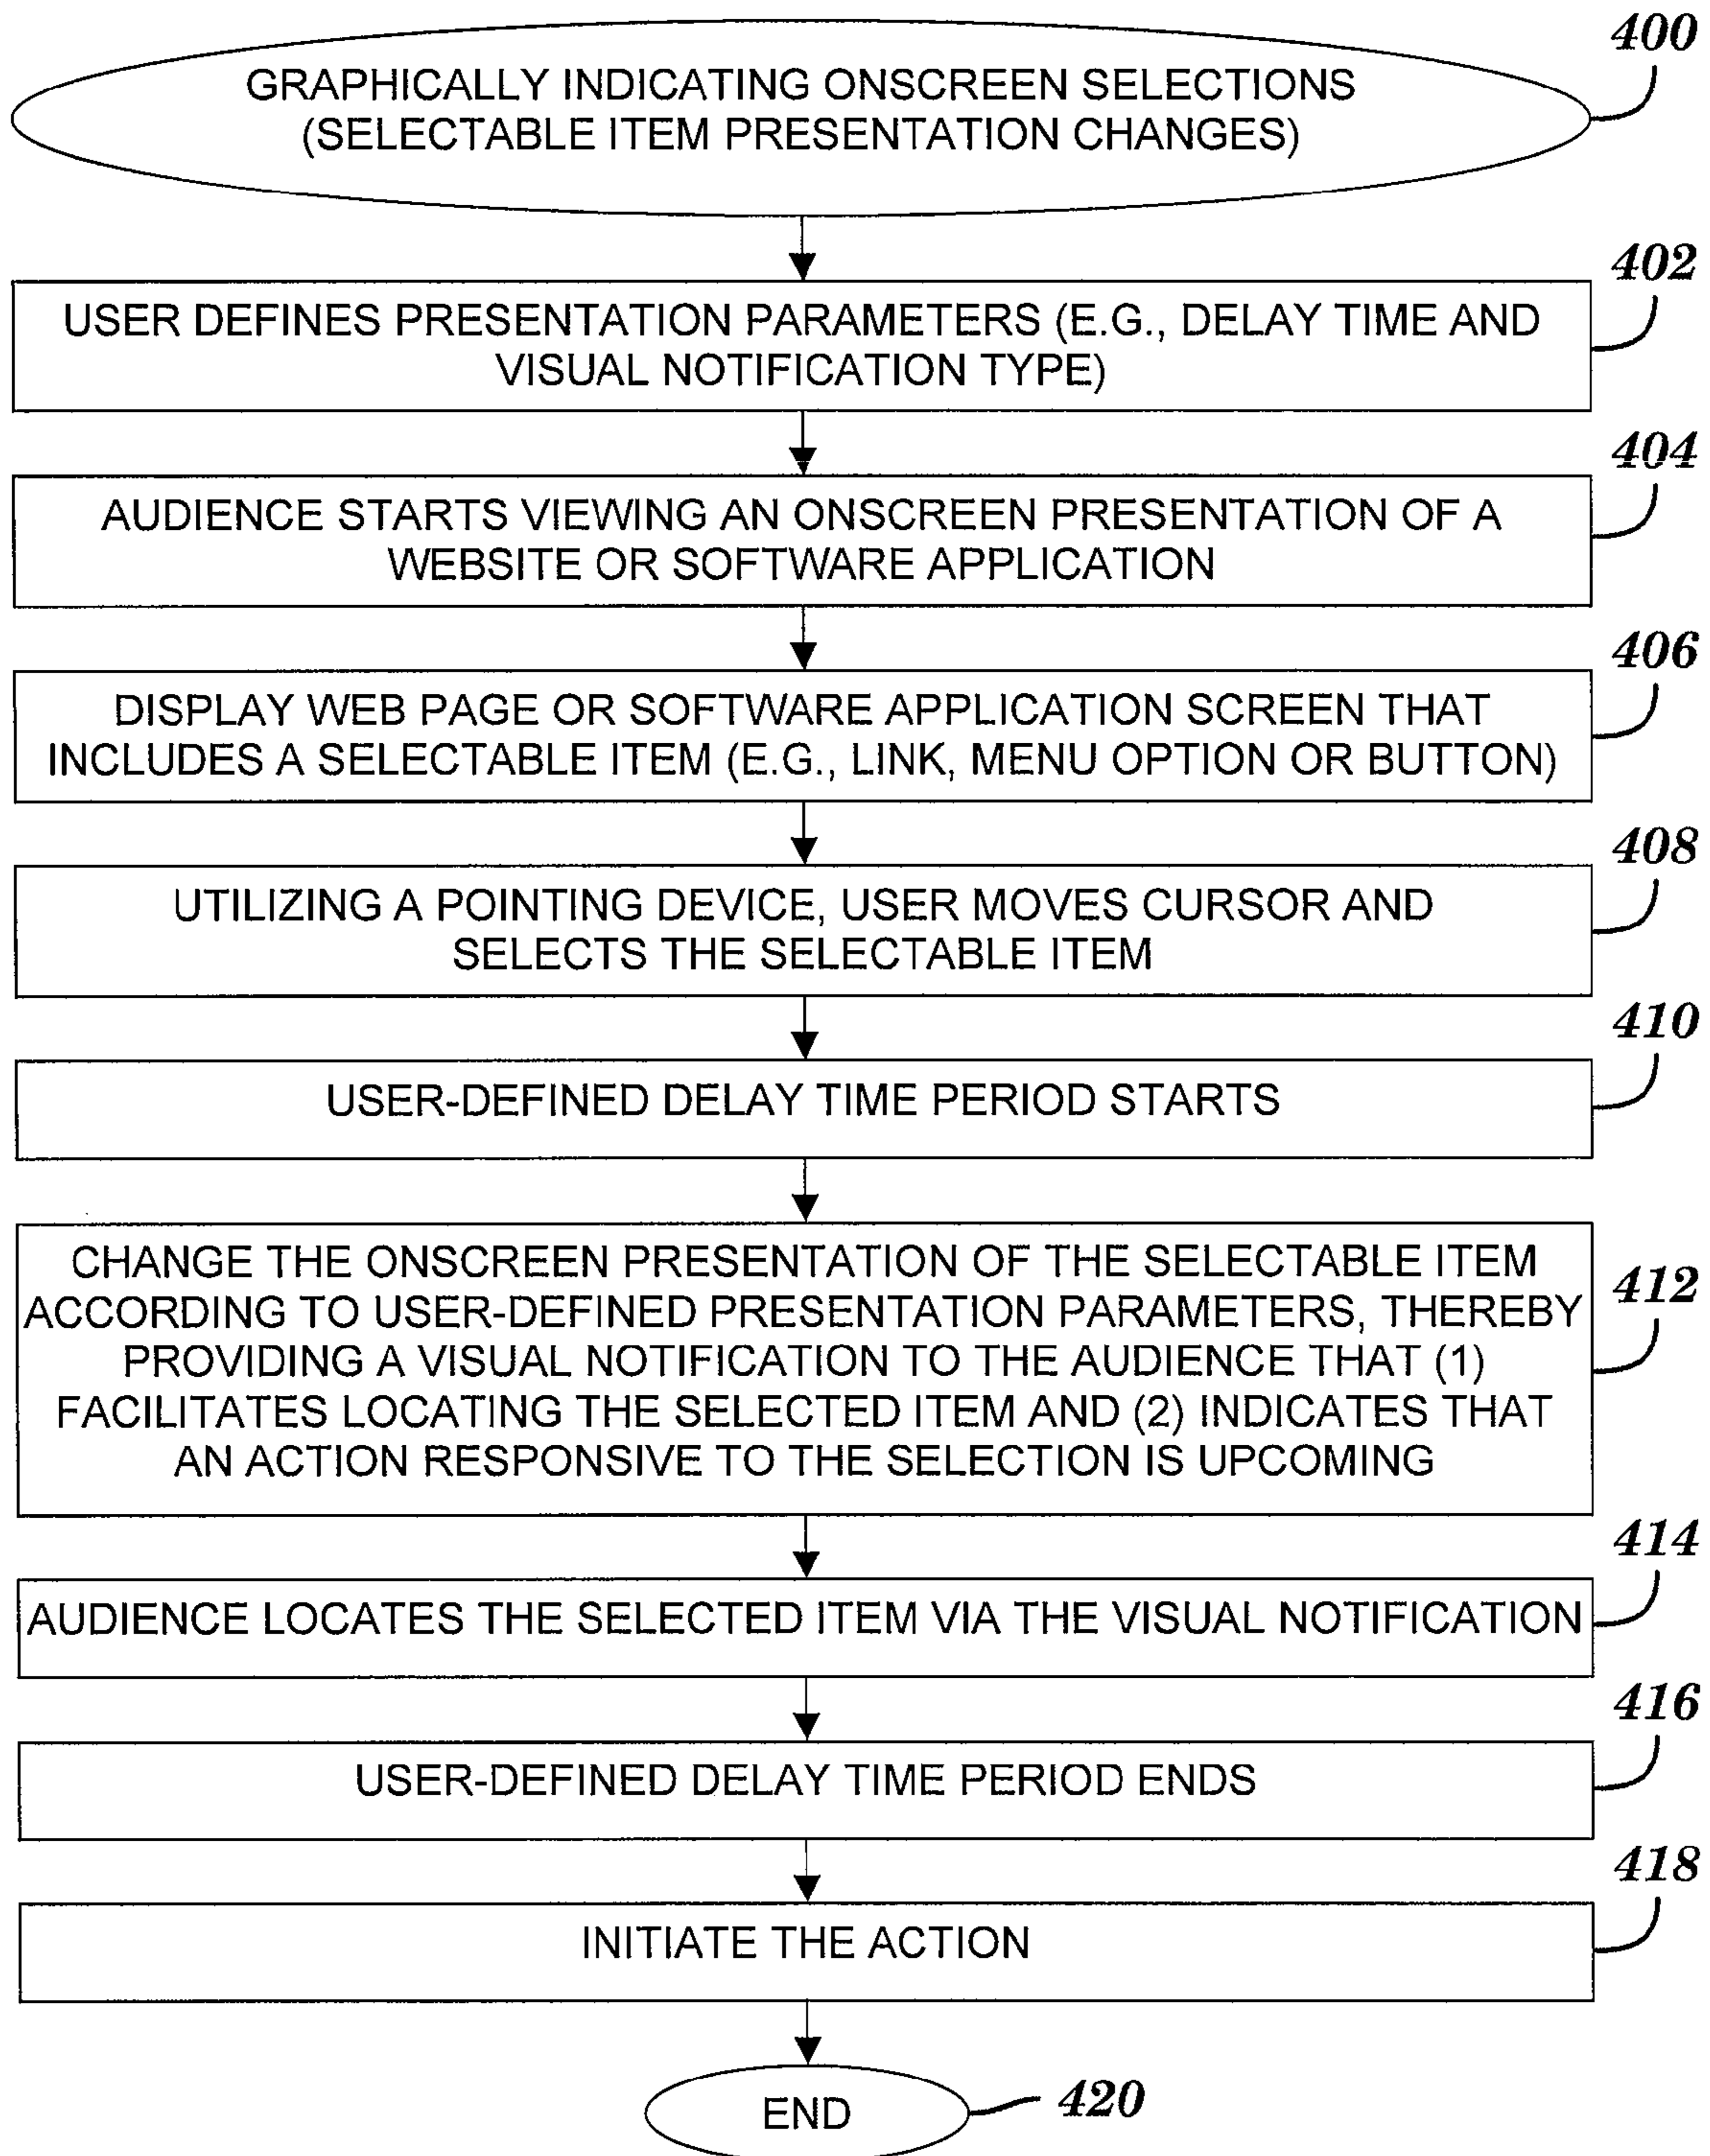 400
GRAPHICALLY INDICATING ONSCREEN SELECTIONS
(SELECTABLE ITEM PRESENTATION CHANGES)
402
USER DEFINES PRESENTATION PARAMETERS (E.G., DELAY TIME AND
VISUAL NOTIFICATION TYPE)
404
AUDIENCE STARTS VIEWING AN ONSCREEN PRESENTATION OF A
WEBSITE OR SOFTWARE APPLICATION
406
DISPLAY WEB PAGE OR SOFTWARE APPLICATION SCREEN THAT
INCLUDES A SELECTABLE ITEM (E.G., LINK, MENU OPTION OR BUTTON)
408
UTILIZING A POINTING DEVICE, USER MOVES CURSOR AND
SELECTS THE SELECTABLE ITEM
410
USER-DEFINED DELAY TIME PERIOD STARTS
412
CHANGE THE ONSCREEN PRESENTATION OF THE SELECTABLE ITEM
ACCORDING TO USER-DEFINED PRESENTATION PARAMETERS, THEREBY
PROVIDING A VISUAL NOTIFICATION TO THE AUDIENCE THAT (1)
FACILITATES LOCATING THE SELECTED ITEM AND (2) INDICATES THAT
AN ACTION RESPONSIVE TO THE SELECTION IS UPCOMING
414
AUDIENCE LOCATES THE SELECTED ITEM VIA THE VISUAL NOTIFICATION
416
USER-DEFINED DELAY TIME PERIOD ENDS
418
INITIATE THE ACTION
END
420